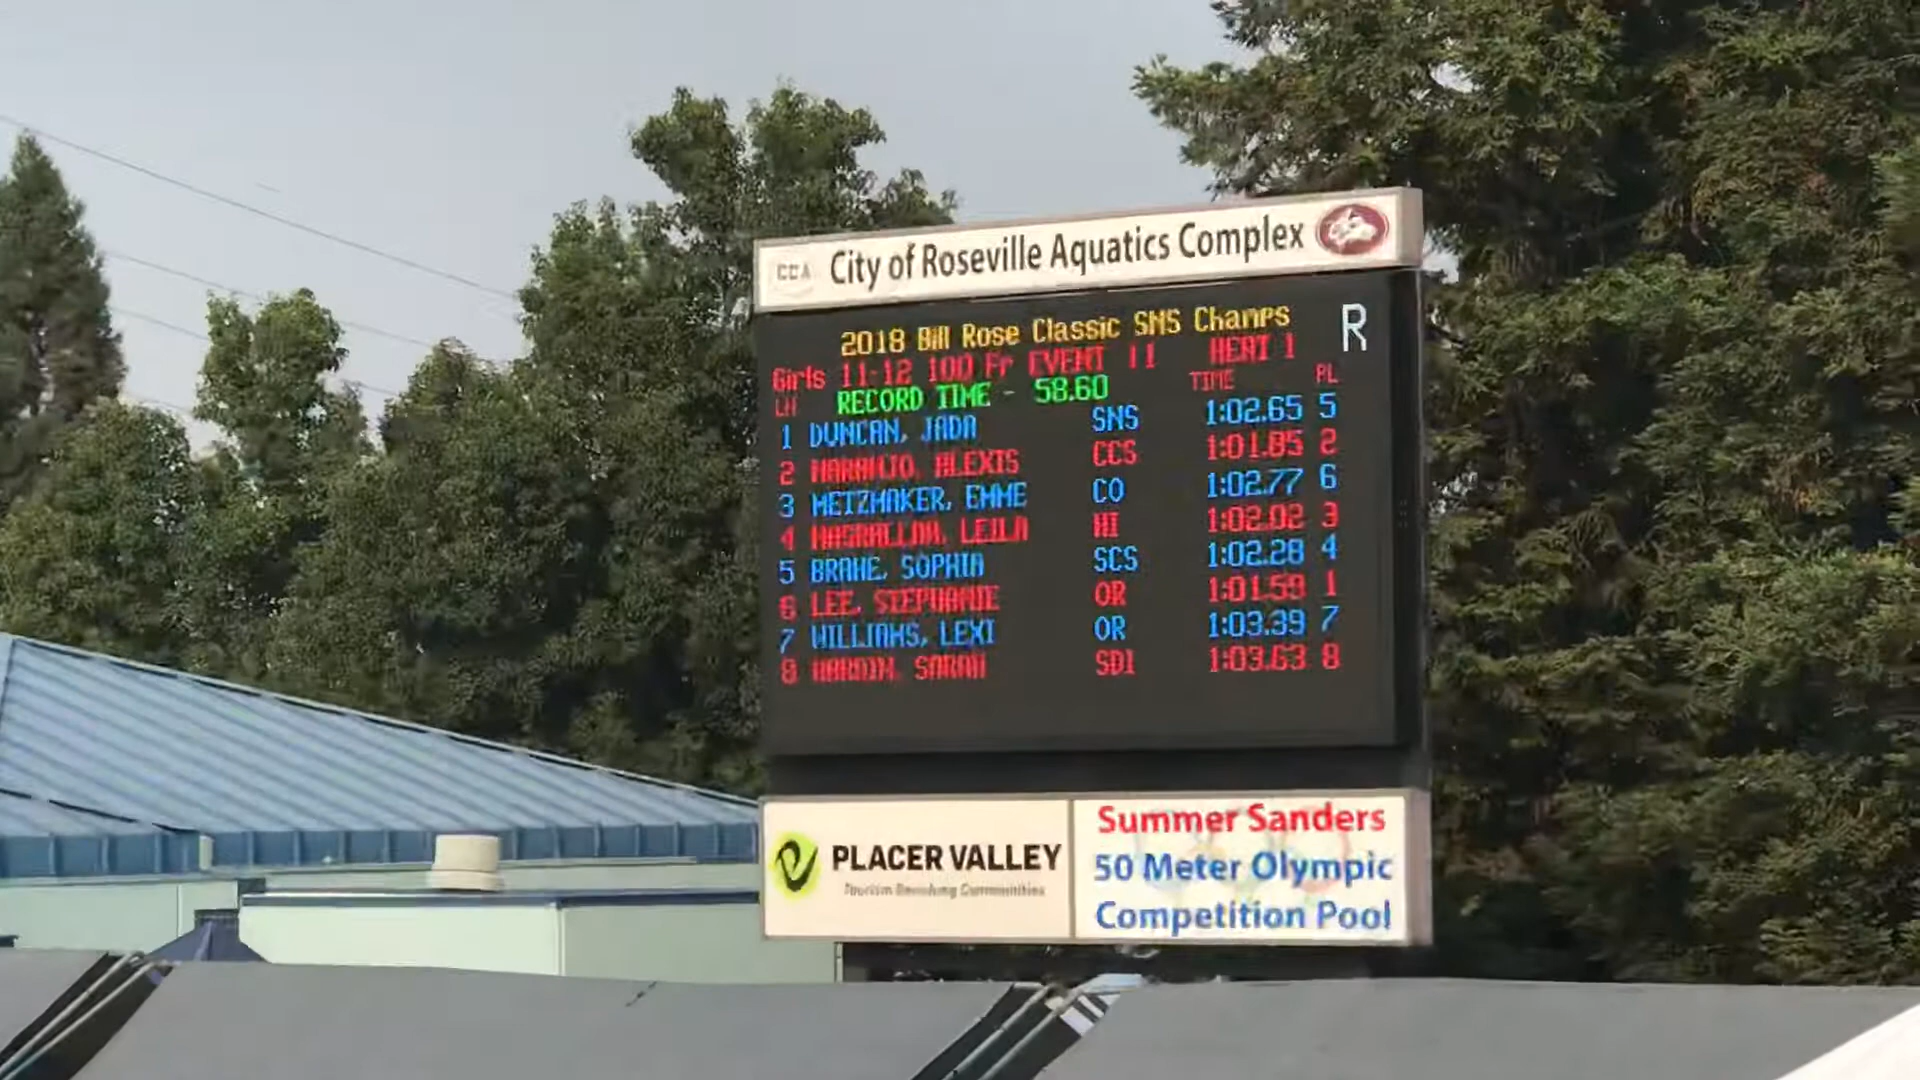 CCA City of Roseville Aquatics Complex
2018 Bill Rose Classic SMS Champs R
Girls 11-12 100 Fr EVENT 11 HEAT 1
LN RECORD TIME - 58.60 TIME PL
1 DUNCAN, JADA SNS 1:02.65 5
2 NARANJO, ALEXIS CCS 1:01.85 2
3 METZMAKER, EMME CO 1:02.77 6
4 NASRALLAH, LEILA HI 1:02.02 3
5 BRAHE, SOPHIA SCS 1:02.28 4
6 LEE, STEPHANIE OR 1:01.59 1
7 WILLIAMS, LEXI OR 1:03.39 7
8 SARAH SDI 1:03.63 8
PLACER VALLEY
Summer Sanders
50 Meter Olympic
Competition Pool